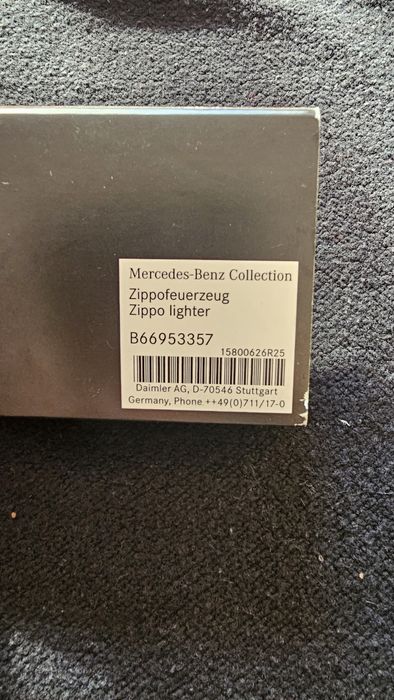 Mercedes-Benz Collection
Zippofeuerzeug
Zippo lighter
B66953357
15800626R25
Daimler AG, D-70546 Stuttgart
Germany, Phone ++49(0)711/17-0